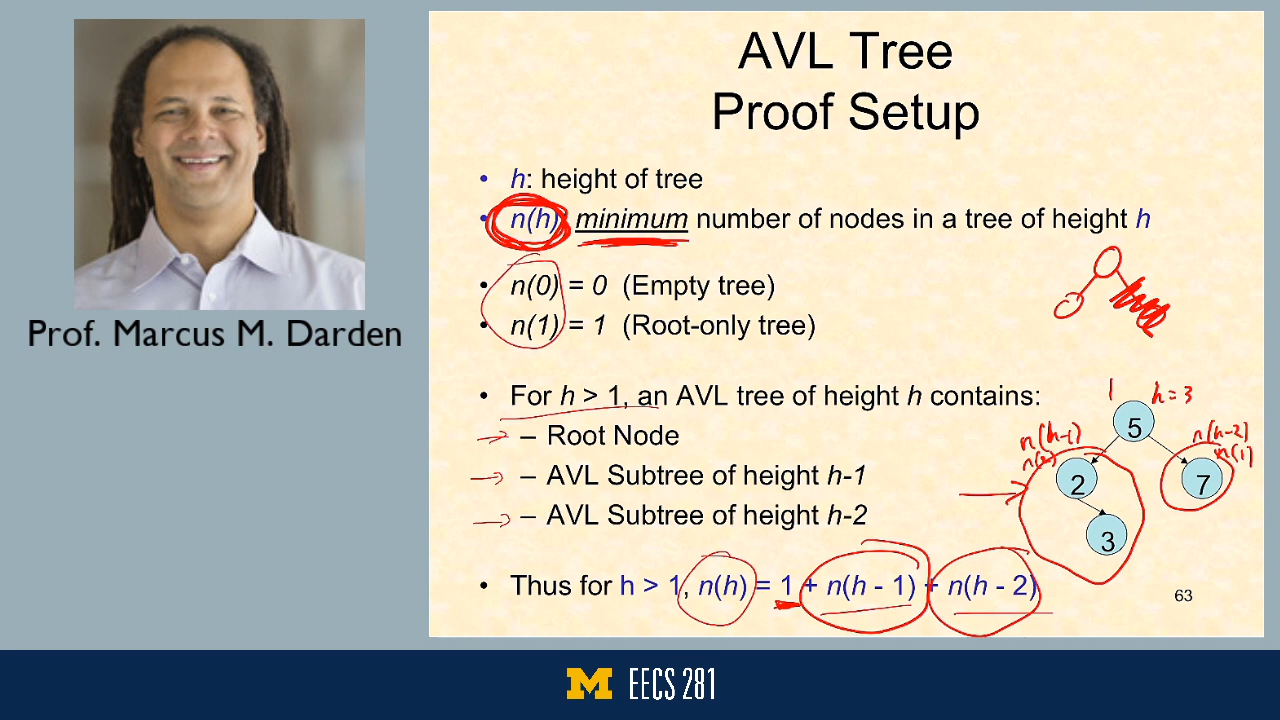 AVL Tree
Proof Setup
• h: height of tree
• n(h): minimum number of nodes in a tree of height h
• n(0) = 0 (Empty tree)
• n(1) = 1 (Root-only tree)
• For h > 1, an AVL tree of height h contains:
– Root Node
– AVL Subtree of height h-1
– AVL Subtree of height h-2
1 h=3
5
n(h-1) n(h-2)
n(2) n(1)
2 7
3
• Thus for h > 1, n(h) = 1 + n(h - 1) + n(h - 2)
63
Prof. Marcus M. Darden
M EECS 281